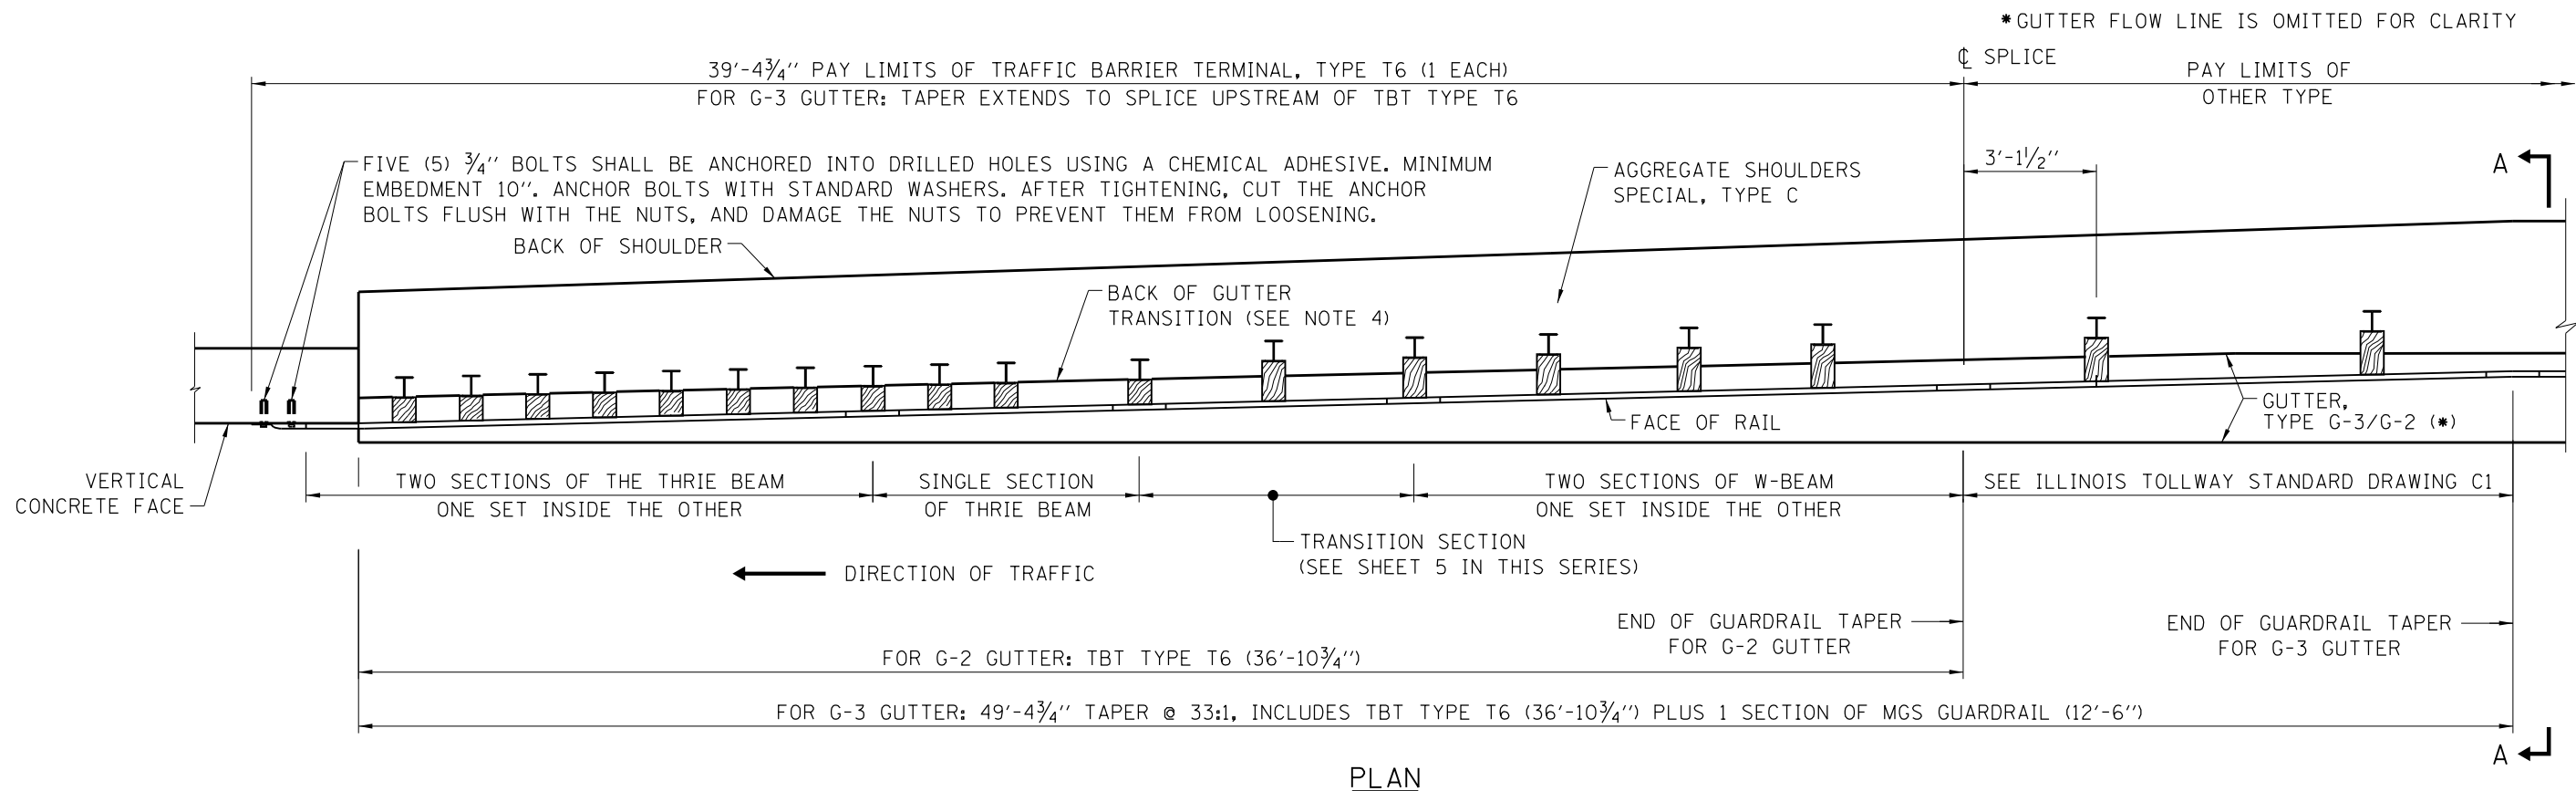 *GUTTER FLOW LINE IS OMITTED FOR CLARITY
℄ SPLICE
39'-4¾'' PAY LIMITS OF TRAFFIC BARRIER TERMINAL, TYPE T6 (1 EACH)
FOR G-3 GUTTER: TAPER EXTENDS TO SPLICE UPSTREAM OF TBT TYPE T6
PAY LIMITS OF
OTHER TYPE
FIVE (5) ¾'' BOLTS SHALL BE ANCHORED INTO DRILLED HOLES USING A CHEMICAL ADHESIVE. MINIMUM
EMBEDMENT 10''. ANCHOR BOLTS WITH STANDARD WASHERS. AFTER TIGHTENING, CUT THE ANCHOR
BOLTS FLUSH WITH THE NUTS, AND DAMAGE THE NUTS TO PREVENT THEM FROM LOOSENING.
AGGREGATE SHOULDERS
SPECIAL, TYPE C
3'-1½''
A
BACK OF SHOULDER
BACK OF GUTTER
TRANSITION (SEE NOTE 4)
FACE OF RAIL
GUTTER,
TYPE G-3/G-2 (*)
VERTICAL
CONCRETE FACE
TWO SECTIONS OF THE THRIE BEAM
ONE SET INSIDE THE OTHER
SINGLE SECTION
OF THRIE BEAM
TWO SECTIONS OF W-BEAM
ONE SET INSIDE THE OTHER
SEE ILLINOIS TOLLWAY STANDARD DRAWING C1
TRANSITION SECTION
(SEE SHEET 5 IN THIS SERIES)
DIRECTION OF TRAFFIC
END OF GUARDRAIL TAPER
FOR G-2 GUTTER
END OF GUARDRAIL TAPER
FOR G-3 GUTTER
FOR G-2 GUTTER: TBT TYPE T6 (36'-10¾'')
FOR G-3 GUTTER: 49'-4¾'' TAPER @ 33:1, INCLUDES TBT TYPE T6 (36'-10¾'') PLUS 1 SECTION OF MGS GUARDRAIL (12'-6'')
A
PLAN